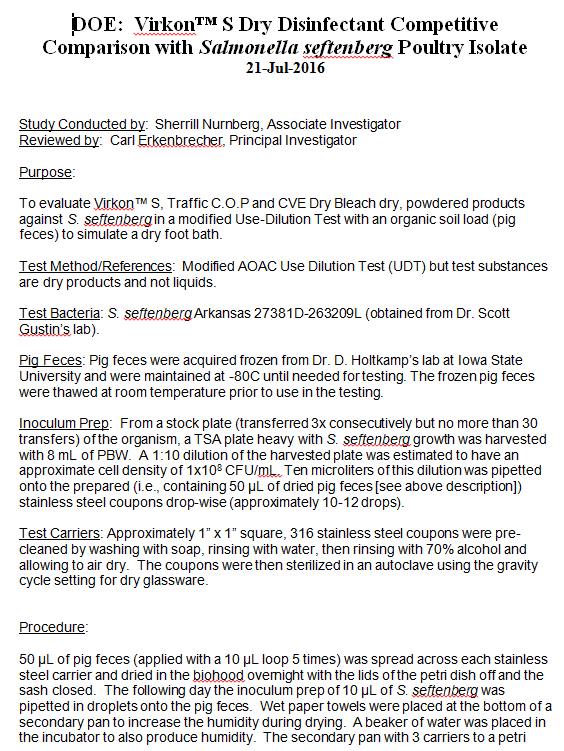 DOE: Virkon™ S Dry Disinfectant Competitive
Comparison with Salmonella seftenberg Poultry Isolate
21-Jul-2016
Study Conducted by: Sherrill Nurnberg, Associate Investigator
Reviewed by: Carl Erkenbrecher, Principal Investigator
Purpose:
To evaluate Virkon™ S, Traffic C.O.P and CVE Dry Bleach dry, powdered products
against S. seftenberg in a modified Use-Dilution Test with an organic soil load (pig
feces) to simulate a dry foot bath.
Test Method/References: Modified AOAC Use Dilution Test (UDT) but test substances
are dry products and not liquids.
Test Bacteria: S. seftenberg Arkansas 27381D-263209L (obtained from Dr. Scott
Gustin's lab).
Pig Feces: Pig feces were acquired frozen from Dr. D. Holtkamp's lab at Iowa State
University and were maintained at -80C until needed for testing. The frozen pig feces
were thawed at room temperature prior to use in the testing.
Inoculum Prep: From a stock plate (transferred 3x consecutively but no more than 30
transfers) of the organism, a TSA plate heavy with S. seftenberg growth was harvested
with 8 mL of PBW. A 1:10 dilution of the harvested plate was estimated to have an
approximate cell density of 1x10⁸ CFU/mL. Ten microliters of this dilution was pipetted
onto the prepared (i.e., containing 50 µL of dried pig feces [see above description])
stainless steel coupons drop-wise (approximately 10-12 drops).
Test Carriers: Approximately 1" x 1" square, 316 stainless steel coupons were pre-
cleaned by washing with soap, rinsing with water, then rinsing with 70% alcohol and
allowing to air dry. The coupons were then sterilized in an autoclave using the gravity
cycle setting for dry glassware.
Procedure:
50 µL of pig feces (applied with a 10 µL loop 5 times) was spread across each stainless
steel carrier and dried in the biohood overnight with the lids of the petri dish off and the
sash closed. The following day the inoculum prep of 10 µL of S. seftenberg was
pipetted in droplets onto the pig feces. Wet paper towels were placed at the bottom of a
secondary pan to increase the humidity during drying. A beaker of water was placed in
the incubator to also produce humidity. The secondary pan with 3 carriers to a petri